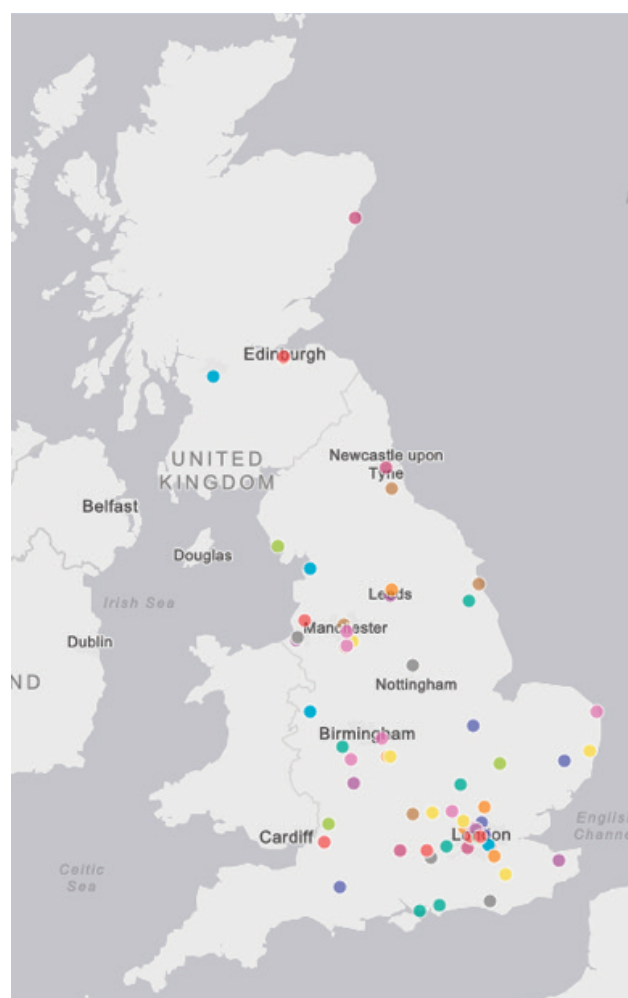 Edinburgh
Newcastle upon
Tyne
UNITED
KINGDOM
Belfast
Douglas
Leeds
Irish Sea
Manchester
Dublin
ND
Nottingham
Birmingham
English
Channe
Cardiff
London
Celtic
Sea